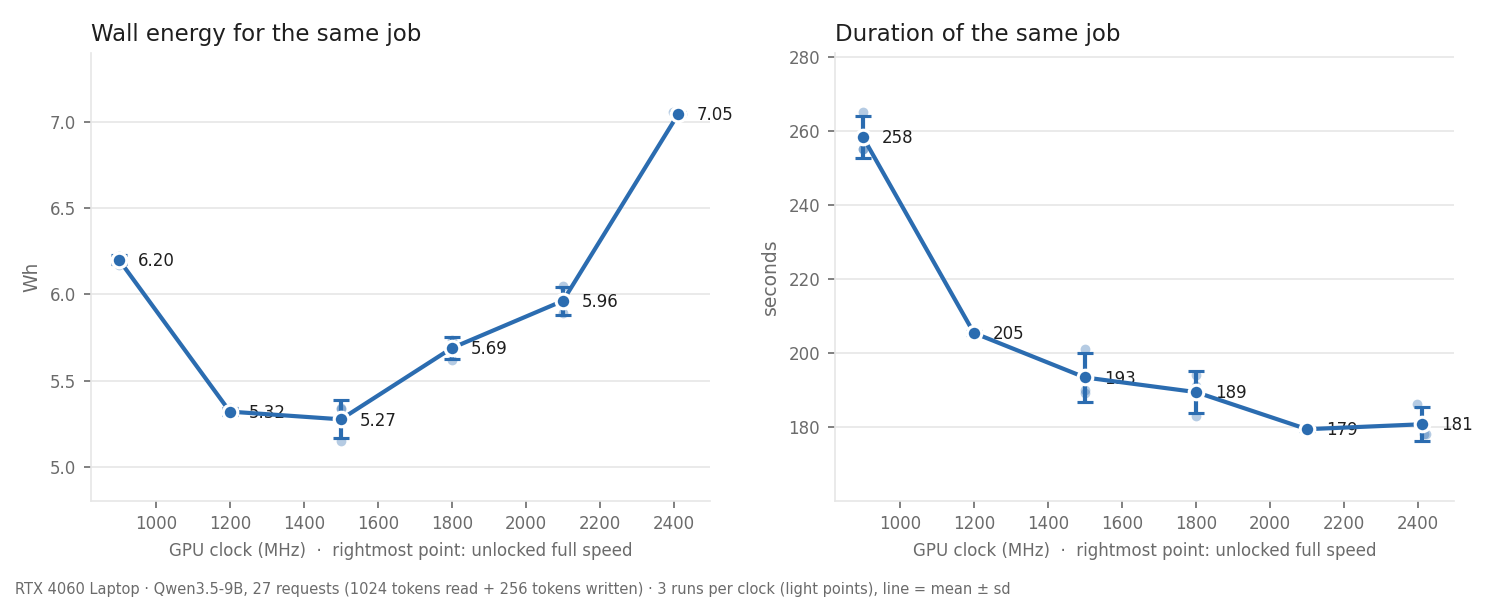 Wall energy for the same job
7.0
6.5
6.0
5.5
5.0
Wh
6.20
5.32
5.27
5.69
5.96
7.05
1000 1200 1400 1600 1800 2000 2200 2400
GPU clock (MHz) · rightmost point: unlocked full speed
Duration of the same job
280
260
240
220
200
180
seconds
258
205
193
189
179
181
1000 1200 1400 1600 1800 2000 2200 2400
GPU clock (MHz) · rightmost point: unlocked full speed
RTX 4060 Laptop · Qwen3.5-9B, 27 requests (1024 tokens read + 256 tokens written) · 3 runs per clock (light points), line = mean ± sd